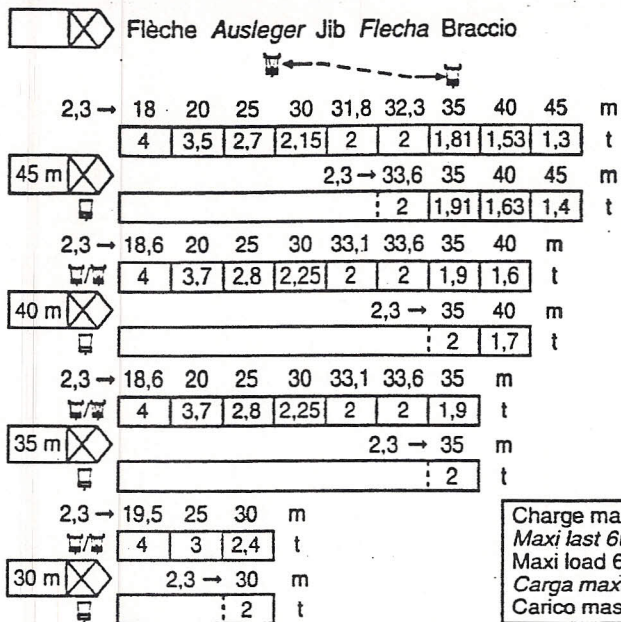 Flèche Ausleger Jib Flecha Braccio
2,3 → 18 20 25 30 31,8 32,3 35 40 45 m
4 3,5 2,7 2,15 2 2 1,81 1,53 1,3 t
45 m 2,3 → 33,6 40 45 m
2 1,91 1,63 1,4 t
2,3 → 18,6 20 25 30 33,1 33,6 35 40 m
4 3,7 2,8 2,25 2 2 1,9 1,6 t
40 m 2,3 → 35 40 m
2 1,7 t
2,3 → 18,6 20 25 30 33,1 33,6 35 m
4 3,7 2,8 2,25 2 2 1,9 t
35 m 2,3 → 35 m
2 t
2,3 → 19,5 25 30 m
4 3 2,4 t
30 m 2,3 → 30 m
2 t
Charge ma
Maxi last 6
Maxi load 6
Carga max
Carico mas